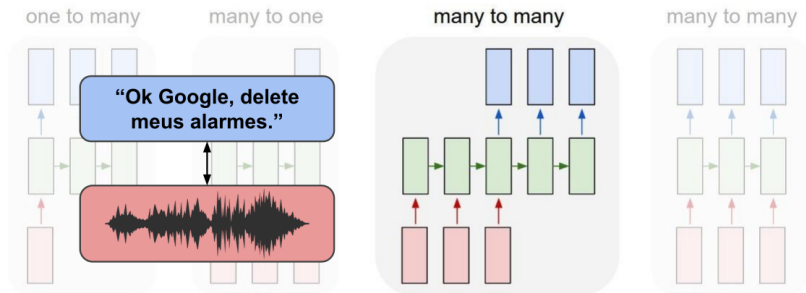 one to many
many to one
many to many
many to many
“Ok Google, delete
meus alarmes.”